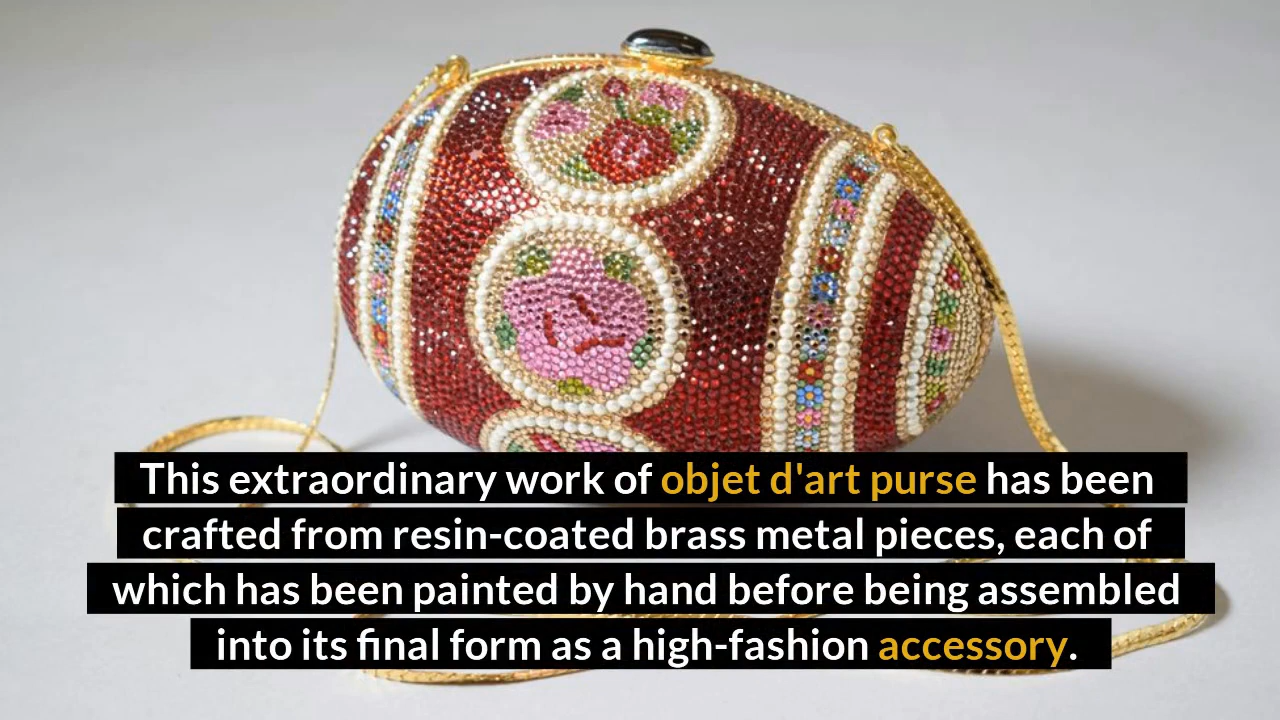 This extraordinary work of objet d'art purse has been
crafted from resin-coated brass metal pieces, each of
which has been painted by hand before being assembled
into its final form as a high-fashion accessory.